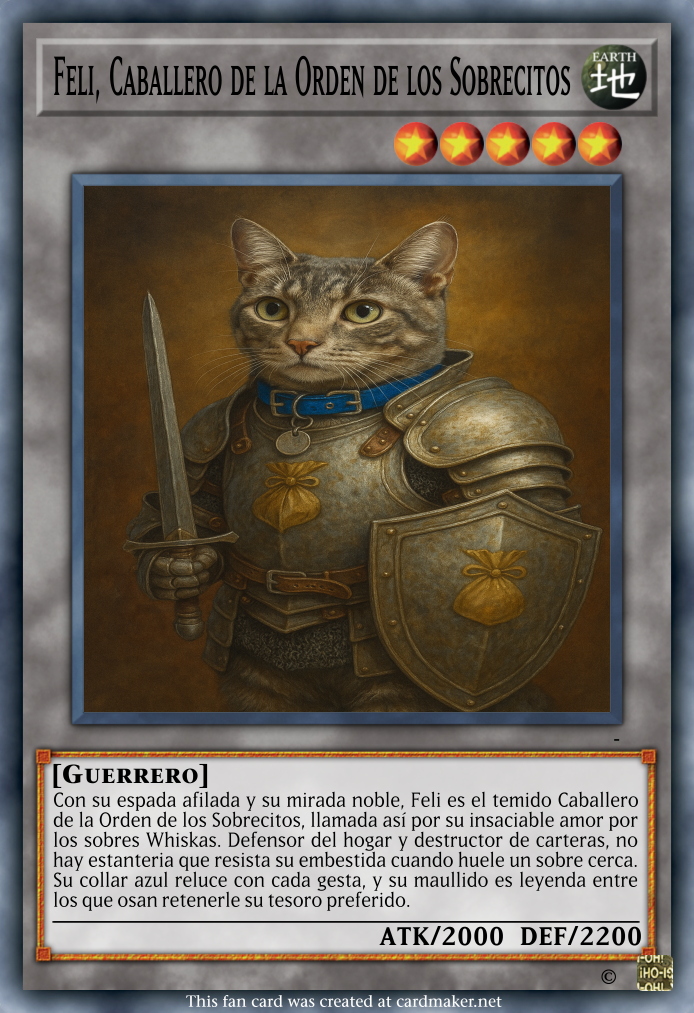 Feli, Caballero de la Orden de los Sobrecitos
EARTH
地
-
[Guerrero]
Con su espada afilada y su mirada noble, Feli es el temido Caballero
de la Orden de los Sobrecitos, llamada así por su insaciable amor por
los sobres Whiskas. Defensor del hogar y destructor de carteras, no
hay estanteria que resista su embestida cuando huele un sobre cerca.
Su collar azul reluce con cada gesta, y su maullido es leyenda entre
los que osan retenerle su tesoro preferido.
ATK/2000 DEF/2200
©
This fan card was created at cardmaker.net